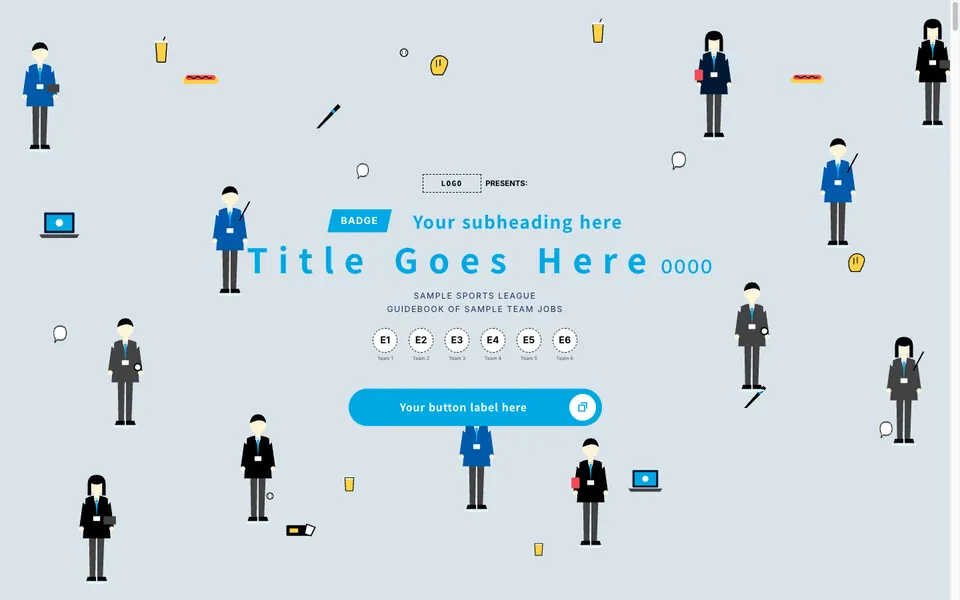 LOGO PRESENTS:
BADGE Your subheading here
Title Goes Here 0000
SAMPLE SPORTS LEAGUE
GUIDEBOOK OF SAMPLE TEAM JOBS
E1 E2 E3 E4 E5 E6
Team 1 Team 2 Team 3 Team 4 Team 5 Team 6
Your button label here